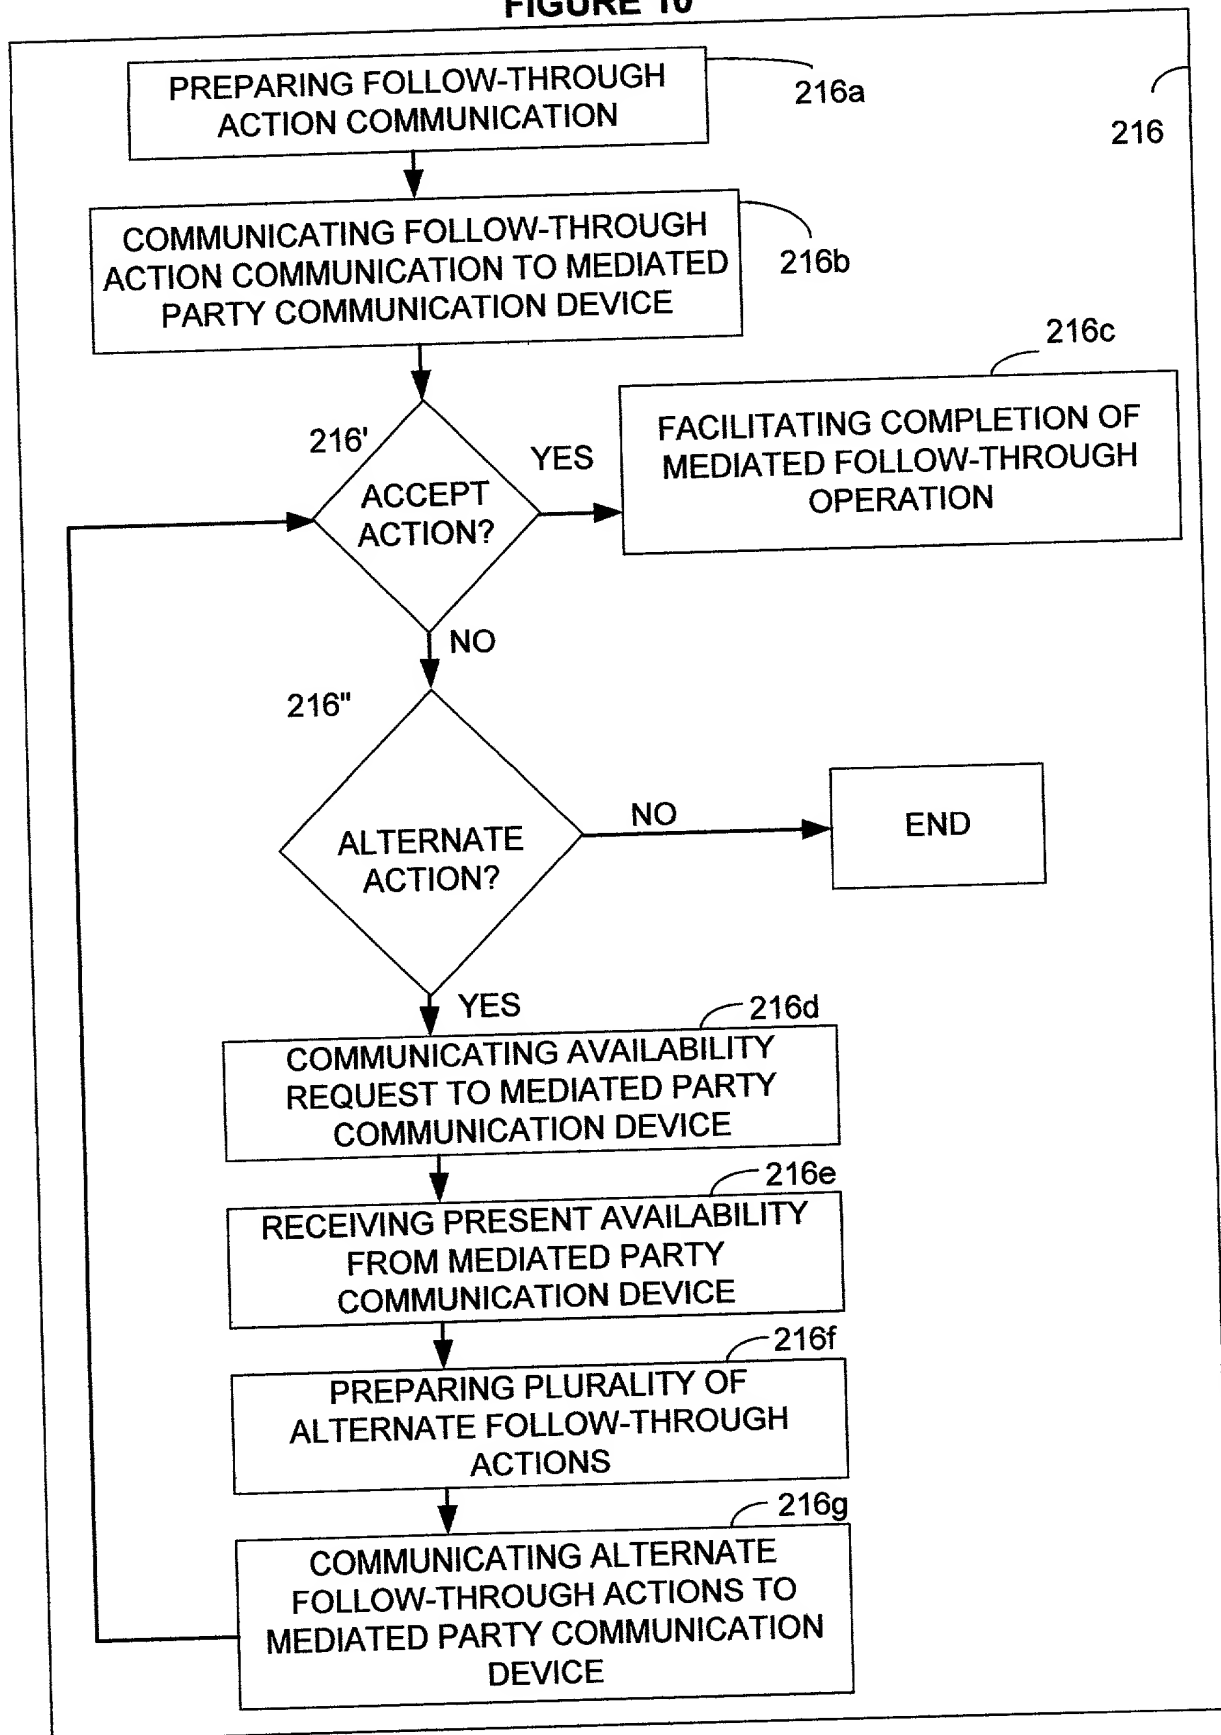 FIGURE 10
PREPARING FOLLOW-THROUGH
ACTION COMMUNICATION
216a
216
COMMUNICATING FOLLOW-THROUGH
ACTION COMMUNICATION TO MEDIATED
PARTY COMMUNICATION DEVICE
216b
216c
FACILITATING COMPLETION OF
MEDIATED FOLLOW-THROUGH
OPERATION
216'
YES
ACCEPT
ACTION?
NO
216"
ALTERNATE
ACTION?
NO
END
YES
216d
COMMUNICATING AVAILABILITY
REQUEST TO MEDIATED PARTY
COMMUNICATION DEVICE
216e
RECEIVING PRESENT AVAILABILITY
FROM MEDIATED PARTY
COMMUNICATION DEVICE
216f
PREPARING PLURALITY OF
ALTERNATE FOLLOW-THROUGH
ACTIONS
216g
COMMUNICATING ALTERNATE
FOLLOW-THROUGH ACTIONS TO
MEDIATED PARTY COMMUNICATION
DEVICE